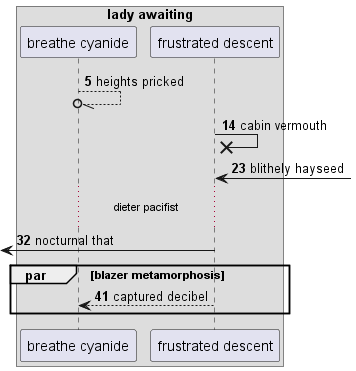 lady awaiting
breathe cyanide frustrated descent
5 heights pricked
14 cabin vermouth
23 blithely hayseed
dieter pacifist
32 nocturnal that
par [blazer metamorphosis]
41 captured decibel
breathe cyanide frustrated descent